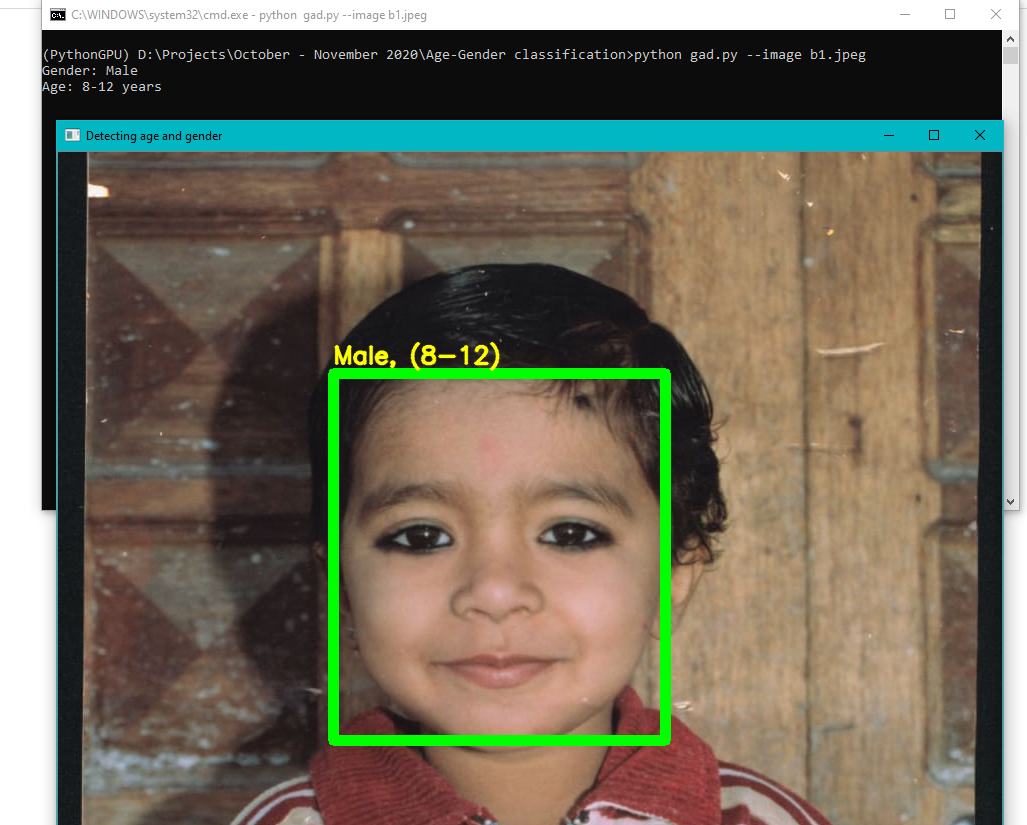 C:\WINDOWS\system32\cmd.exe - python  gad.py --image b1.jpeg
(PythonGPU) D:\Projects\October - November 2020\Age-Gender classification>python gad.py --image b1.jpeg
Gender: Male
Age: 8-12 years
Detecting age and gender
Male, (8-12)